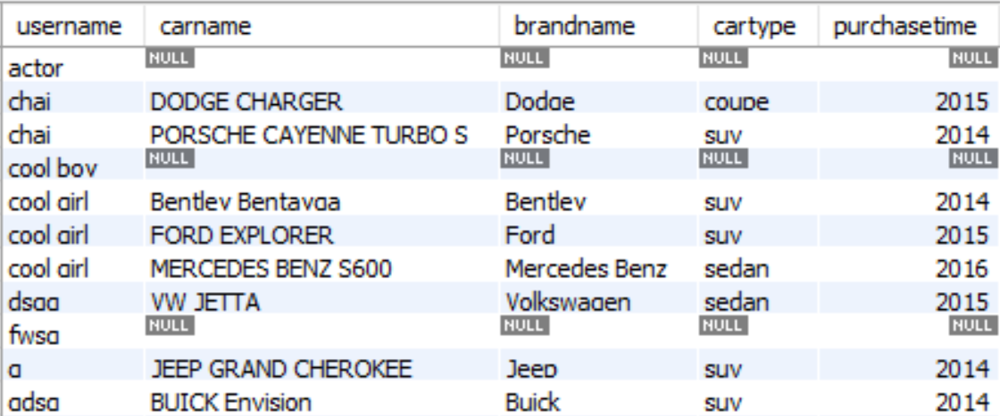 username carname brandname cartype purchasetime
actor NULL NULL NULL NULL
chai DODGE CHARGER Dodge coupe 2015
chai PORSCHE CAYENNE TURBO S Porsche suv 2014
cool boy NULL NULL NULL NULL
cool girl Bentley Bentayga Bentley suv 2014
cool girl FORD EXPLORER Ford suv 2015
cool girl MERCEDES BENZ S600 Mercedes Benz sedan 2016
VW JETTA Volkswagen sedan 2015
NULL NULL NULL NULL
JEEP GRAND CHEROKEE Jeep suv 2014
BUICK Envision Buick suv 2014